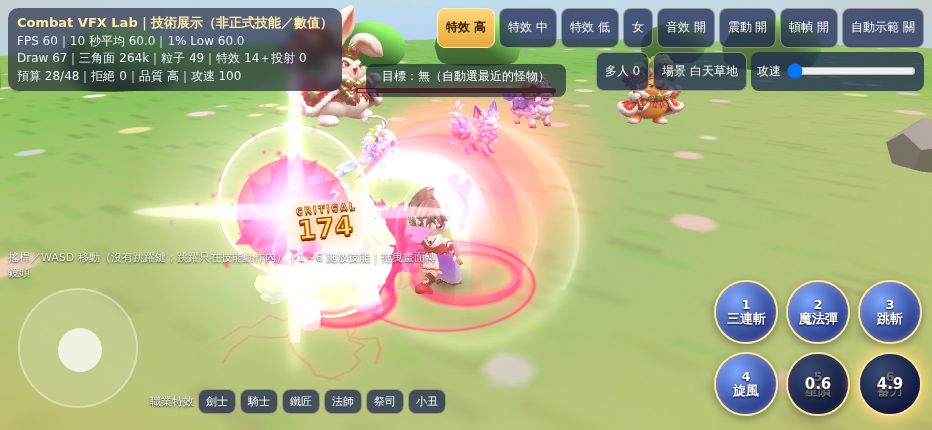 Combat VFX Lab｜技術展示（非正式技能／數值）
FPS 60｜10 秒平均 60.0｜1% Low 60.0
Draw 67｜三角面 264k｜粒子 49｜特效 14＋投射 0
預算 28/48｜拒絕 0｜品質 高｜攻速 100
特效 高
特效 中
特效 低
女
音效 開
震動 開
頓幀 開
自動示範 關
多人 0
場景 白天草地
攻速
目標：無（自動選最近的怪物）
CRITICAL
174
搖桿／WASD 移動（沒有跳躍鍵；跳躍只在技能動作內）｜1～6 施放技能｜拖曳畫面轉
鏡頭
1
三連斬
2
魔法彈
3
跳斬
4
旋風
0.6
4.9
職業特效
劍士
騎士
鐵匠
法師
祭司
小丑